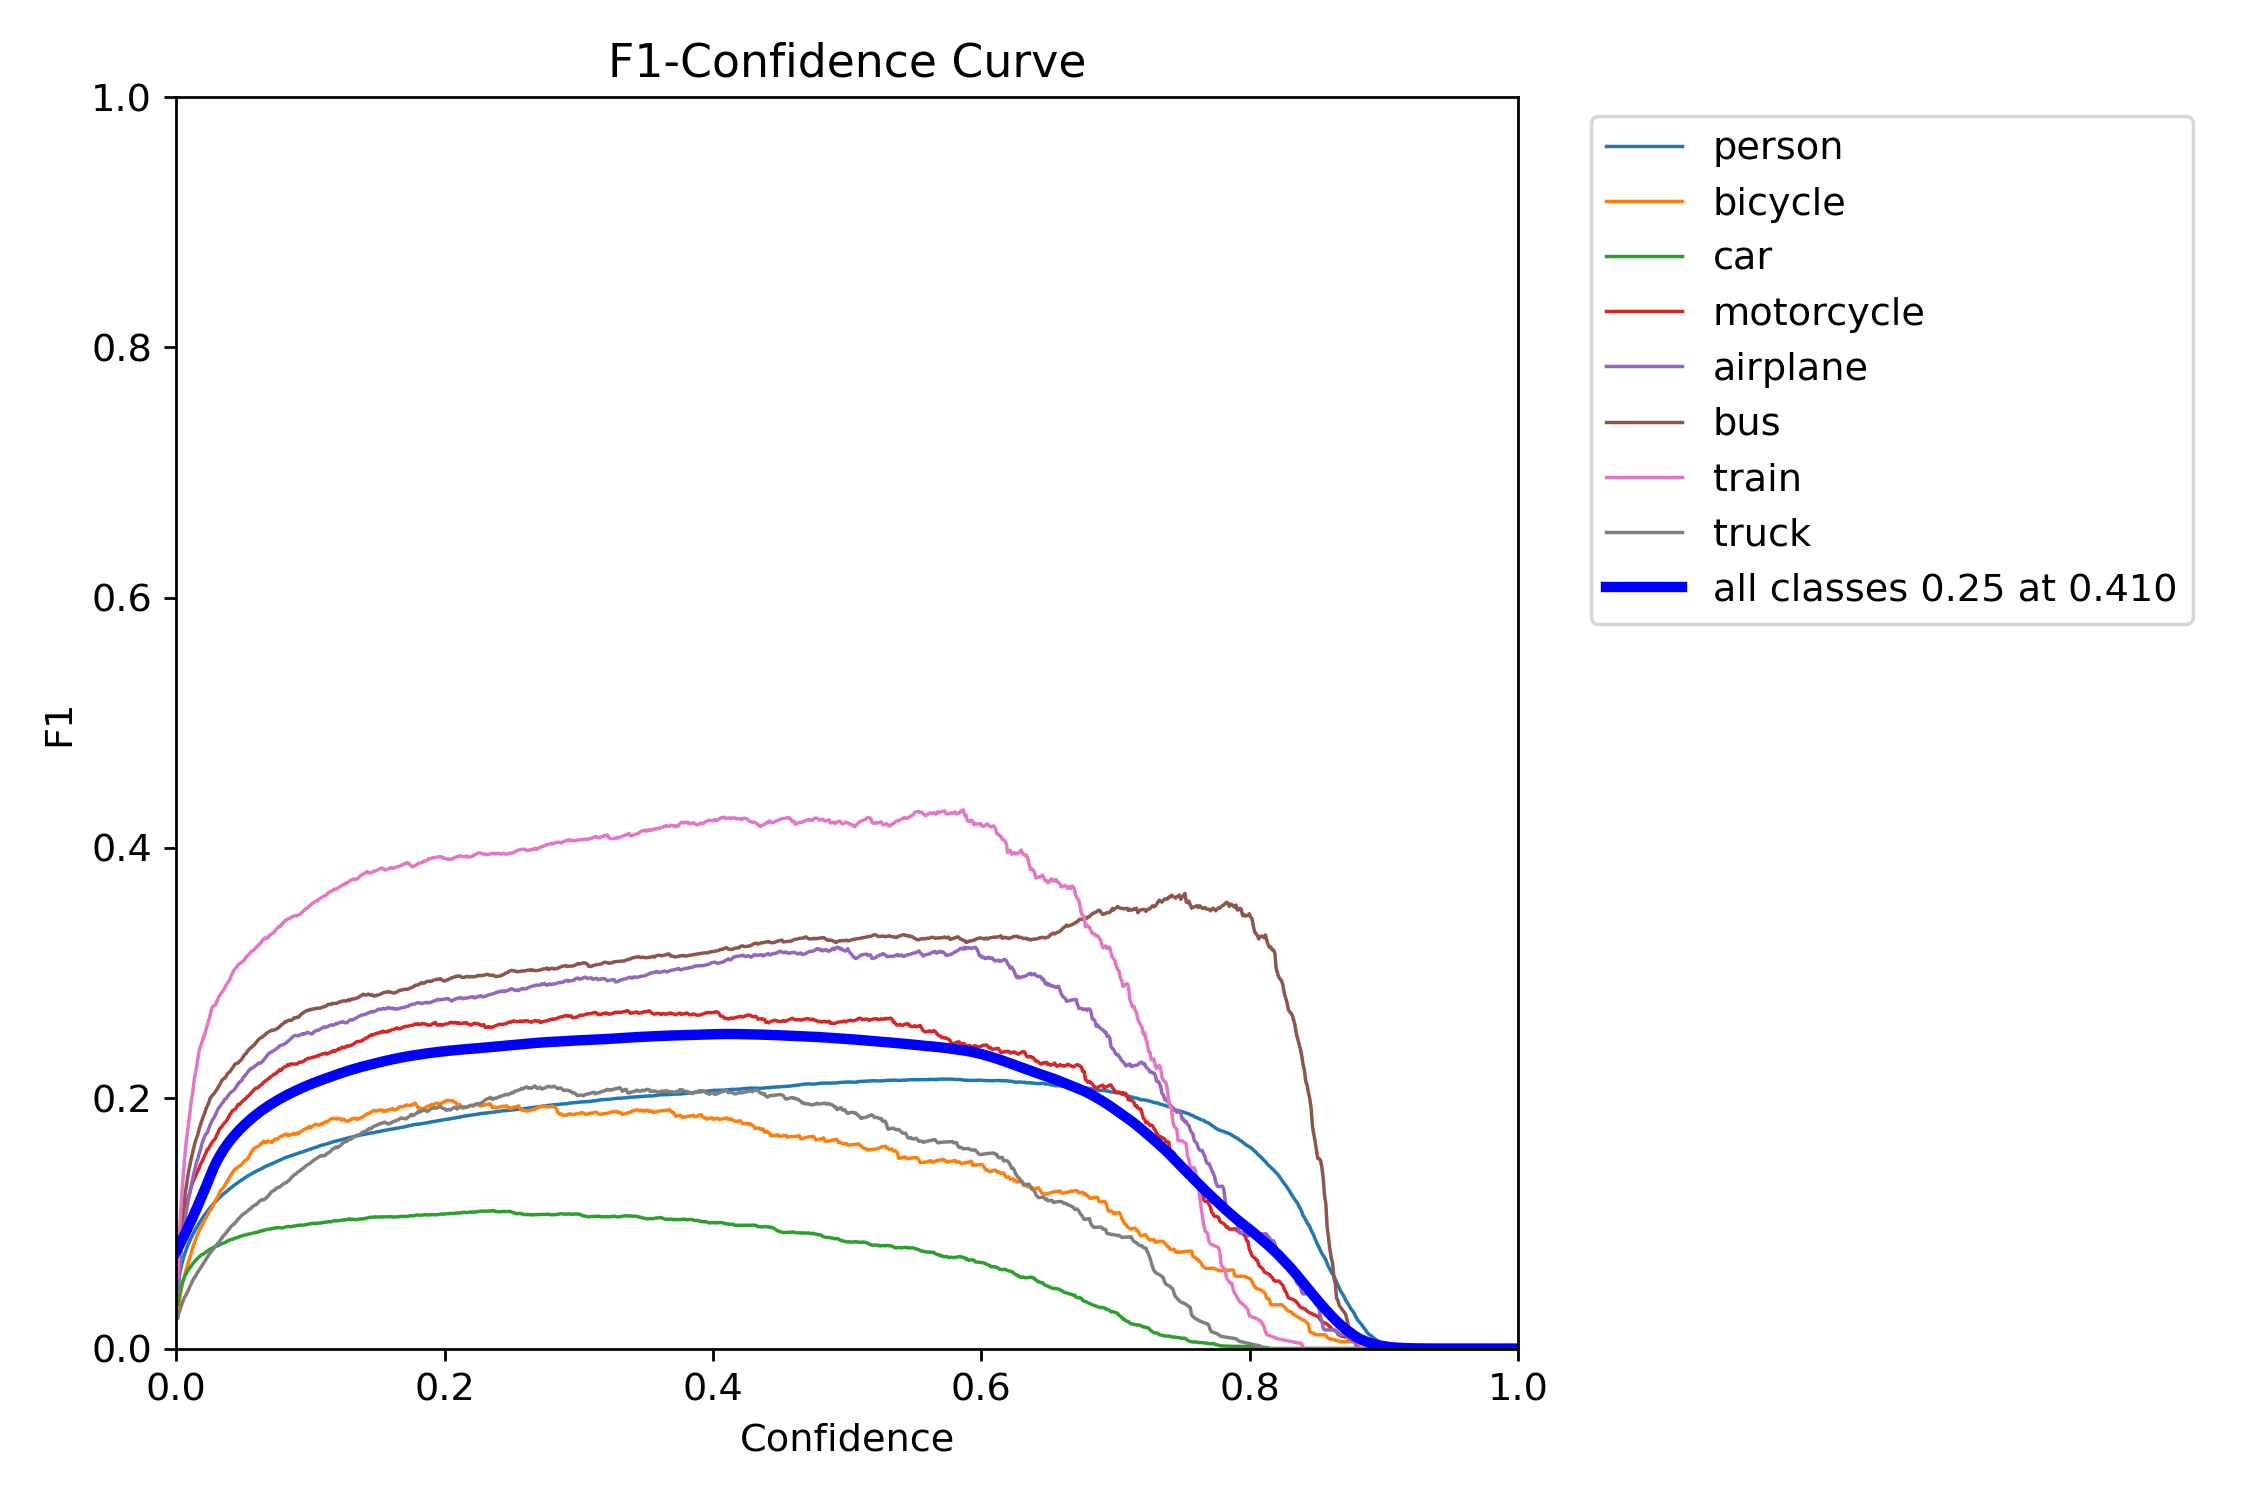 F1-Confidence Curve
1.0
0.8
0.6
0.4
0.2
0.0
F1
0.0 0.2 0.4 0.6 0.8 1.0
Confidence
person
bicycle
car
motorcycle
airplane
bus
train
truck
all classes 0.25 at 0.410